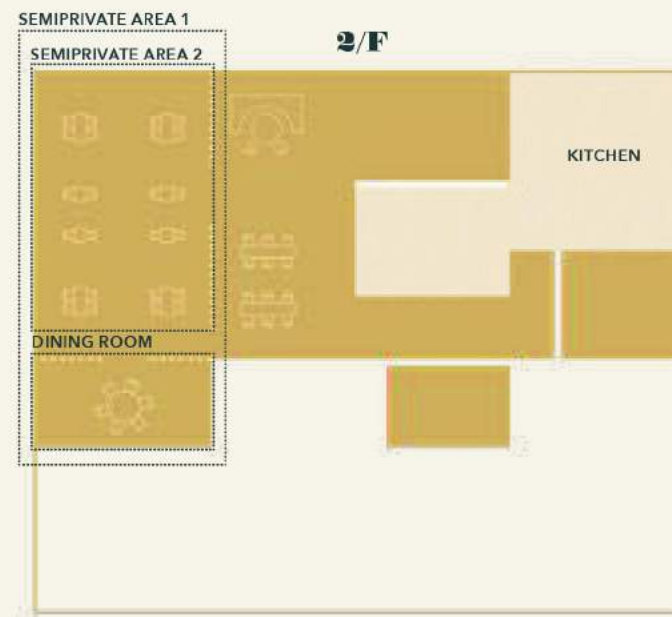 SEMIPRIVATE AREA 1
SEMIPRIVATE AREA 2
2/F
KITCHEN
DINING ROOM